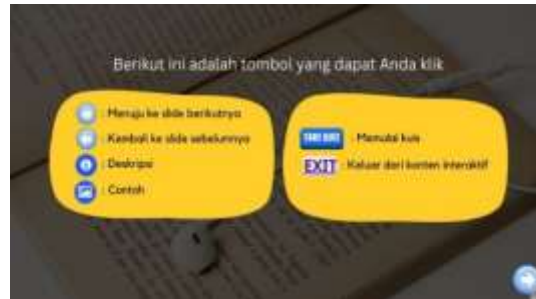 Berikut ini adalah tombol yang dapat Anda klik
: Menuju ke slide berikutnya
: Kembali ke slide sebelumnya
: Deskripsi
: Contoh
: Memulai kuis
EXIT : Keluar dari konten interaktif